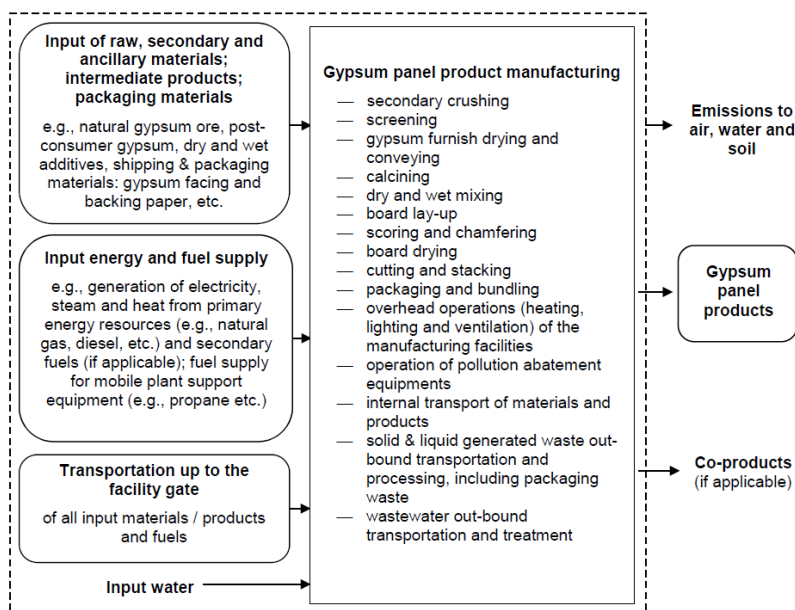 Input of raw, secondary and
ancillary materials;
intermediate products;
packaging materials
e.g., natural gypsum ore, post-
consumer gypsum, dry and wet
additives, shipping & packaging
materials: gypsum facing and
backing paper, etc.
Input energy and fuel supply
e.g., generation of electricity,
steam and heat from primary
energy resources (e.g., natural
gas, diesel, etc.) and secondary
fuels (if applicable); fuel supply
for mobile plant support
equipment (e.g., propane etc.)
Transportation up to the
facility gate
of all input materials / products
and fuels
Input water
Gypsum panel product manufacturing
— secondary crushing
— screening
— gypsum furnish drying and
conveying
— calcining
— dry and wet mixing
— board lay-up
— scoring and chamfering
— board drying
— cutting and stacking
— packaging and bundling
— overhead operations (heating,
lighting and ventilation) of the
manufacturing facilities
— operation of pollution abatement
equipments
— internal transport of materials and
products
— solid & liquid generated waste out-
bound transportation and
processing, including packaging
waste
— wastewater out-bound
transportation and treatment
Emissions to
air, water and
soil
Gypsum
panel
products
Co-products
(if applicable)